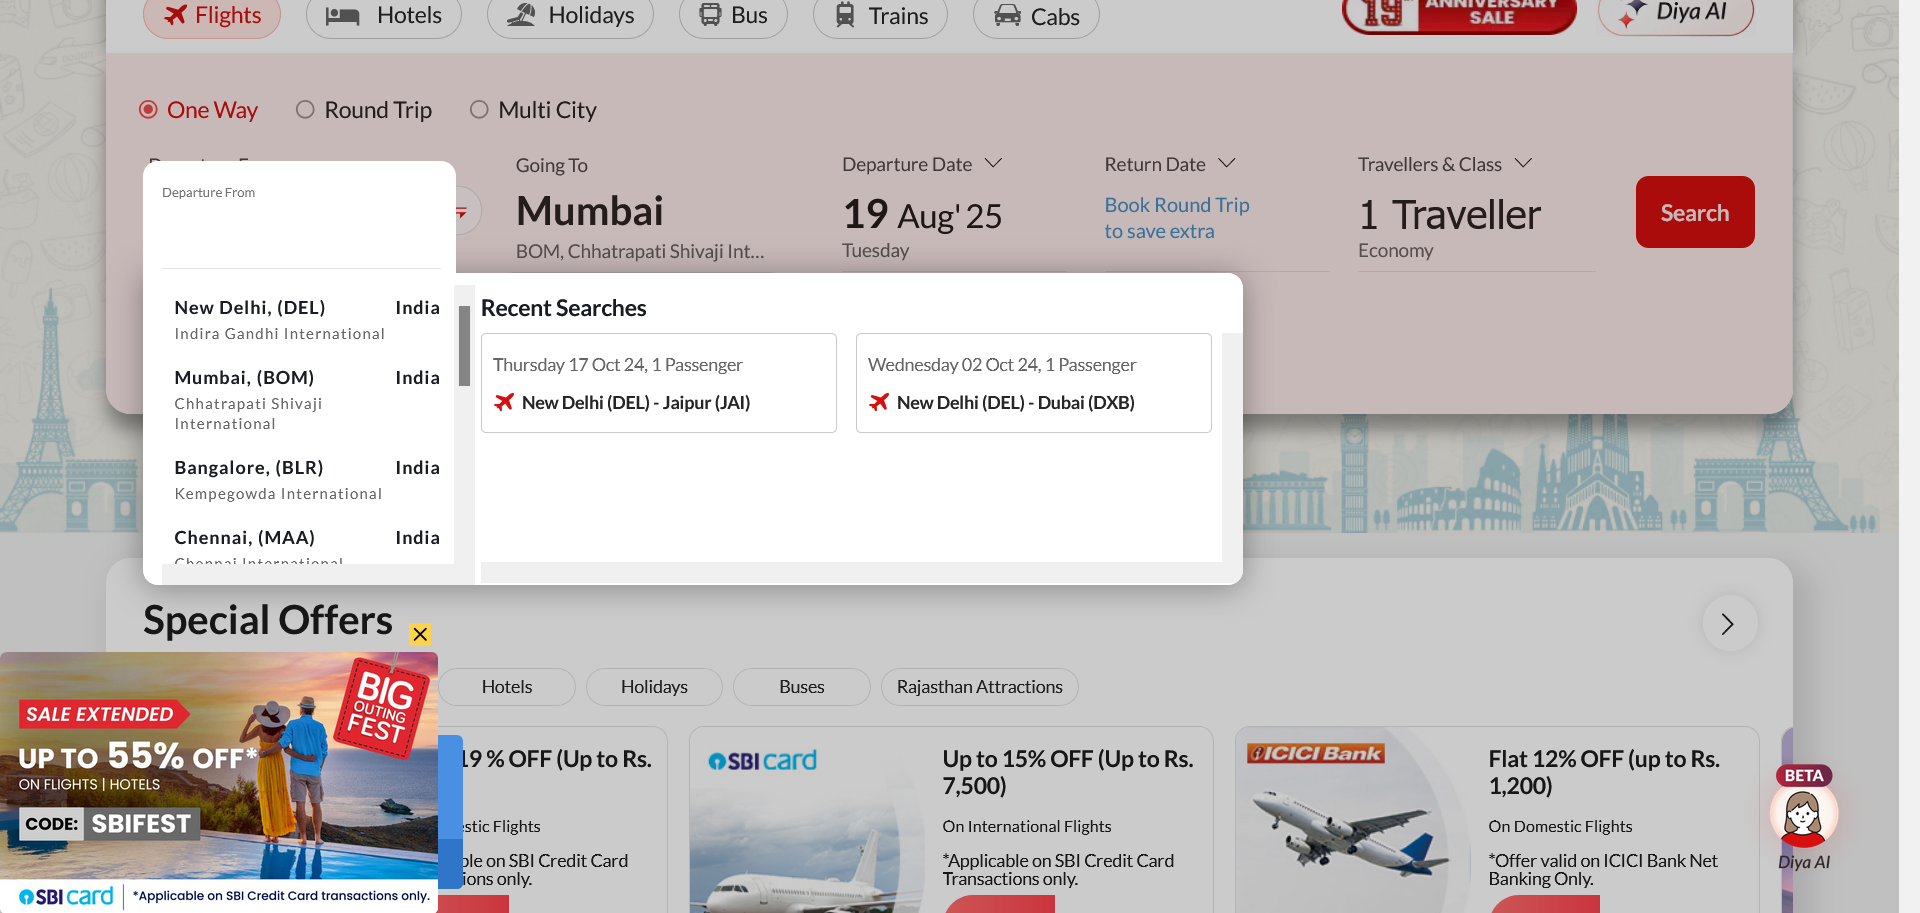 Flights
Hotels
Holidays
Bus
Trains
Cabs
19th ANNIVERSARY SALE
Diya AI
One Way
Round Trip
Multi City
Departure From
Going To
Mumbai
BOM, Chhatrapati Shivaji Int...
Departure Date
19 Aug' 25
Tuesday
Return Date
Book Round Trip
to save extra
Travellers & Class
1 Traveller
Economy
Search
New Delhi, (DEL) India
Indira Gandhi International
Mumbai, (BOM) India
Chhatrapati Shivaji
International
Bangalore, (BLR) India
Kempegowda International
Chennai, (MAA) India
Chennai International
Recent Searches
Thursday 17 Oct 24, 1 Passenger
New Delhi (DEL) - Jaipur (JAI)
Wednesday 02 Oct 24, 1 Passenger
New Delhi (DEL) - Dubai (DXB)
Special Offers
Hotels
Holidays
Buses
Rajasthan Attractions
SALE EXTENDED
UP TO 55% OFF*
ON FLIGHTS | HOTELS
CODE: SBIFEST
BIG
OUTING
FEST
SBI card
*Applicable on SBI Credit Card transactions only.
19 % OFF (Up to Rs.
stic Flights
ble on SBI Credit Card
ions only.
SBI card
Up to 15% OFF (Up to Rs.
7,500)
On International Flights
*Applicable on SBI Credit Card
Transactions only.
ICICI Bank
Flat 12% OFF (up to Rs.
1,200)
On Domestic Flights
*Offer valid on ICICI Bank Net
Banking Only.
BETA
Diya AI